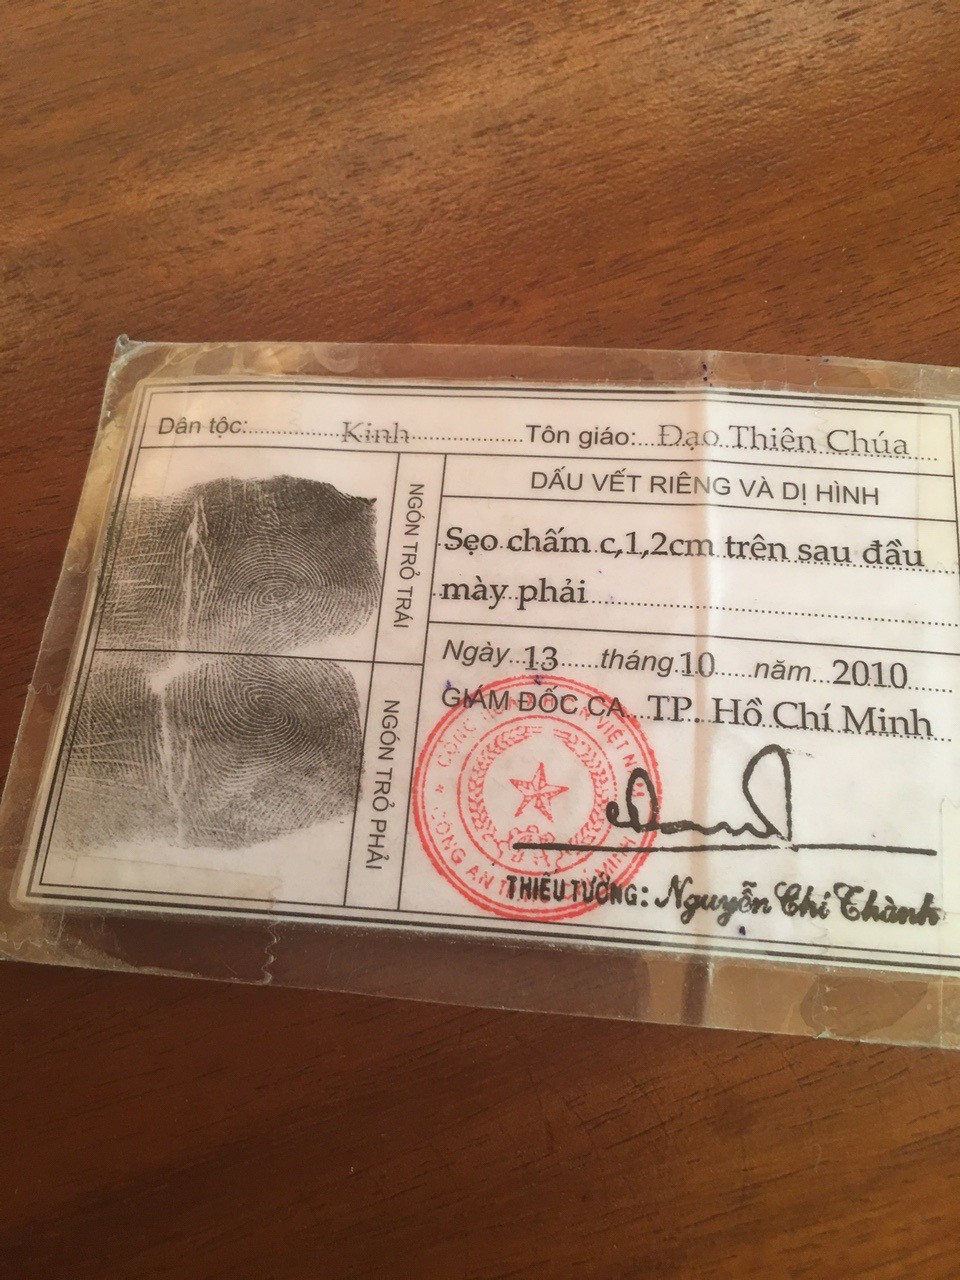 Dân tộc: Kinh Tôn giáo: Đạo Thiên Chúa
NGÓN TRỎ TRÁI
NGÓN TRỎ PHẢI
DẤU VẾT RIÊNG VÀ DỊ HÌNH
Sẹo chấm c,1,2cm trên sau đầu
mày phải
Ngày 13 tháng 10 năm 2010
GIÁM ĐỐC CA TP. Hồ Chí Minh
THIẾU TƯỚNG: Nguyễn Chí Thành